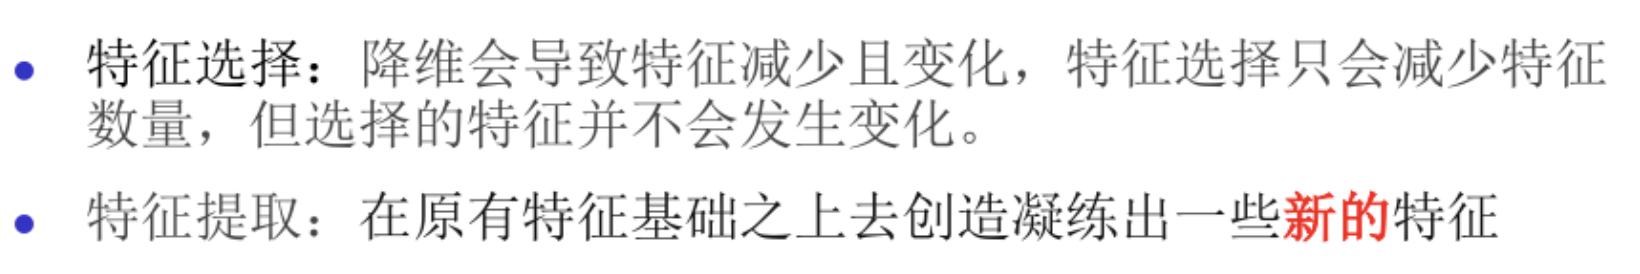 • 特征选择：降维会导致特征减少且变化，特征选择只会减少特征
数量，但选择的特征并不会发生变化。
• 特征提取：在原有特征基础之上去创造凝练出一些新的特征